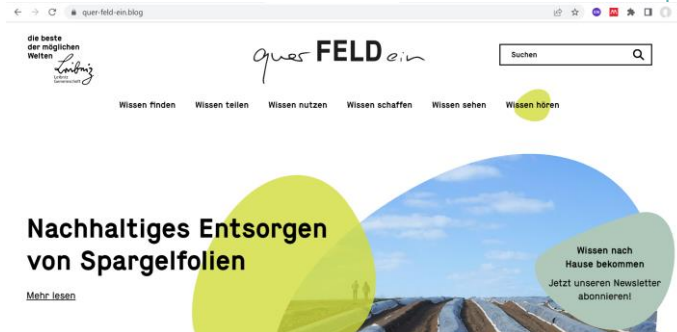 quer-feld-ein.blog
die beste
der möglichen
Welten
Leibniz
Leibniz
Gemeinschaft
quer FELD ein
Suchen
Wissen finden
Wissen teilen
Wissen nutzen
Wissen schaffen
Wissen sehen
Wissen hören
Nachhaltiges Entsorgen
von Spargelfolien
Mehr lesen
Wissen nach
Hause bekommen
Jetzt unseren Newsletter
abonnieren!